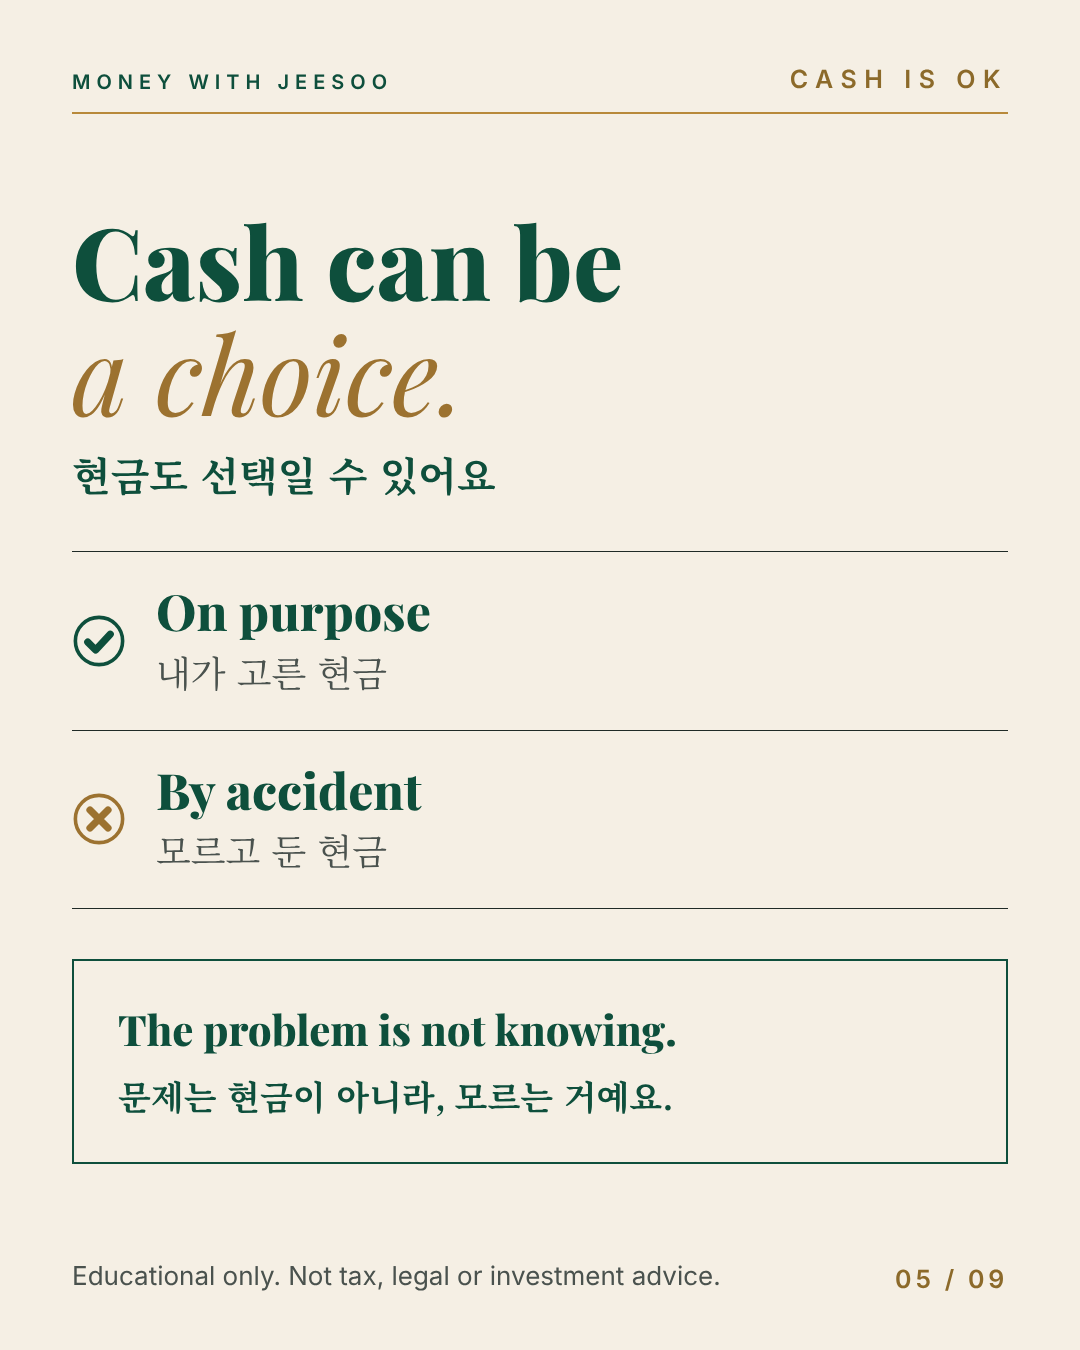 MONEY WITH JEESOO
CASH IS OK
Cash can be
a choice.
현금도 선택일 수 있어요
On purpose
내가 고른 현금
By accident
모르고 둔 현금
The problem is not knowing.
문제는 현금이 아니라, 모르는 거예요.
Educational only. Not tax, legal or investment advice.
05 / 09